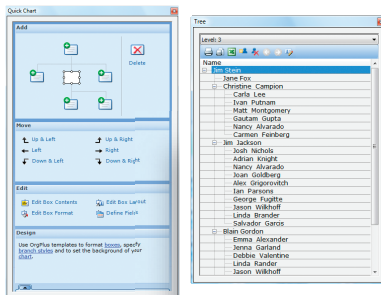 Quick Chart
Add
Delete
Move
Up & Left
Up & Right
Left
Right
Down & Left
Down & Right
Edit
Edit Box Contents
Edit Box Layout
Edit Box Format
Define Fields
Design
Use OrgPlus templates to format boxes, specify
branch styles and to set the background of your
chart.
Tree
Level: 3
Name
Jim Stein
Jane Fox
Christine Campion
Carla Lee
Ivan Putnam
Matt Montgomery
Gautam Gupta
Nancy Alvarado
Carmen Feinberg
Jim Jackson
Josh Nichols
Adrian Knight
Nancy Alvarado
Joan Goldberg
Alex Grigorovitch
Ian Parsons
George Fugitte
Jason Wilkhoff
Linda Brander
Salvador Garcis
Blain Gordon
Emma Alexander
Jenna Garland
Debbie Valentine
Linda Rander
Jason Wilkhoff